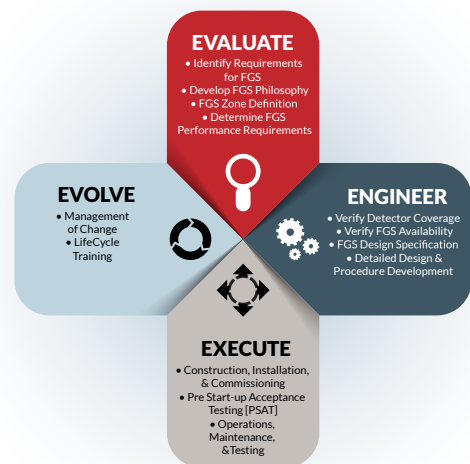 EVALUATE
• Identify Requirements
for FGS
• Develop FGS Philosophy
• FGS Zone Definition
• Determine FGS
Performance Requirements
EVOLVE
• Management
of Change
• LifeCycle
Training
ENGINEER
• Verify Detector Coverage
• Verify FGS Availability
• FGS Design Specification
• Detailed Design &
Procedure Development
EXECUTE
• Construction, Installation,
& Commissioning
• Pre Start-up Acceptance
Testing [PSAT]
• Operations,
Maintenance,
&Testing